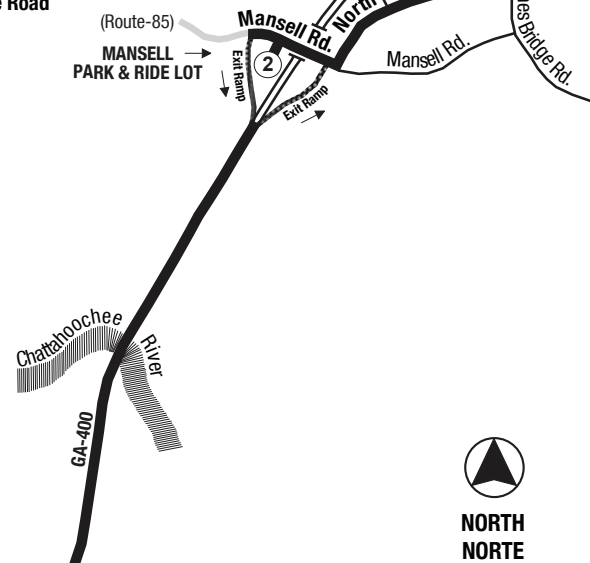 Road
(Route-85)
Mansell Rd.
North
MANSELL
PARK & RIDE LOT
Exit Ramp
2
Exit Ramp
Mansell Rd.
Bridge Rd.
Chattahoochee
River
GA-400
NORTH
NORTE